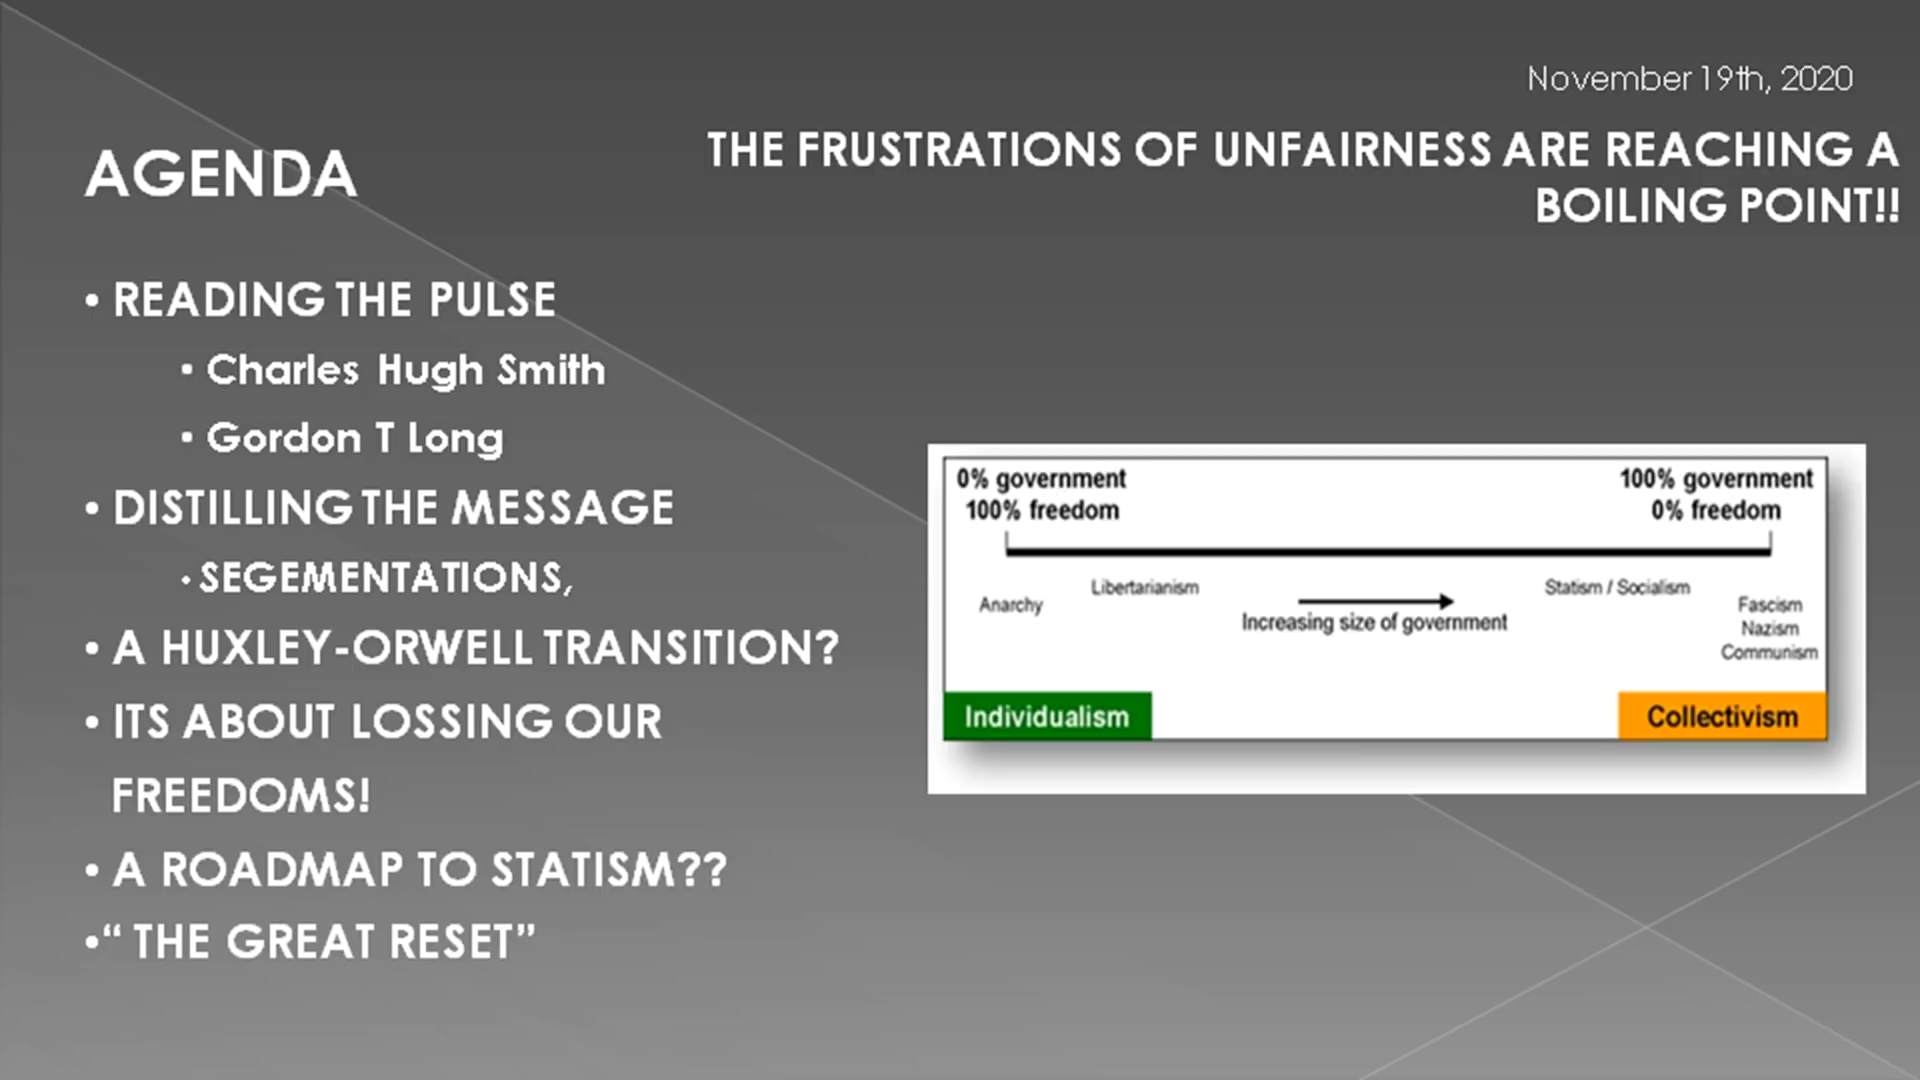 November 19th, 2020
THE FRUSTRATIONS OF UNFAIRNESS ARE REACHING A
BOILING POINT!!
AGENDA
• READING THE PULSE
▪ Charles Hugh Smith
▪ Gordon T Long
• DISTILLING THE MESSAGE
• SEGEMENTATIONS,
• A HUXLEY-ORWELL TRANSITION?
• ITS ABOUT LOSSING OUR
FREEDOMS!
• A ROADMAP TO STATISM??
•“ THE GREAT RESET”
0% government
100% freedom
100% government
0% freedom
Anarchy
Libertarianism
Increasing size of government
Statism / Socialism
Fascism
Nazism
Communism
Individualism
Collectivism